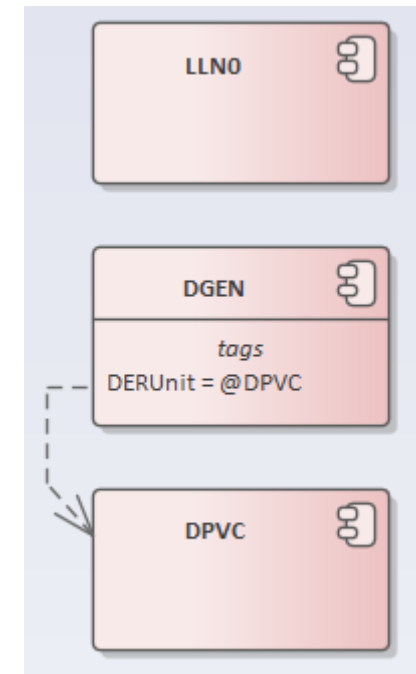 LLN0
DGEN
tags
DERUnit = @DPVC
DPVC